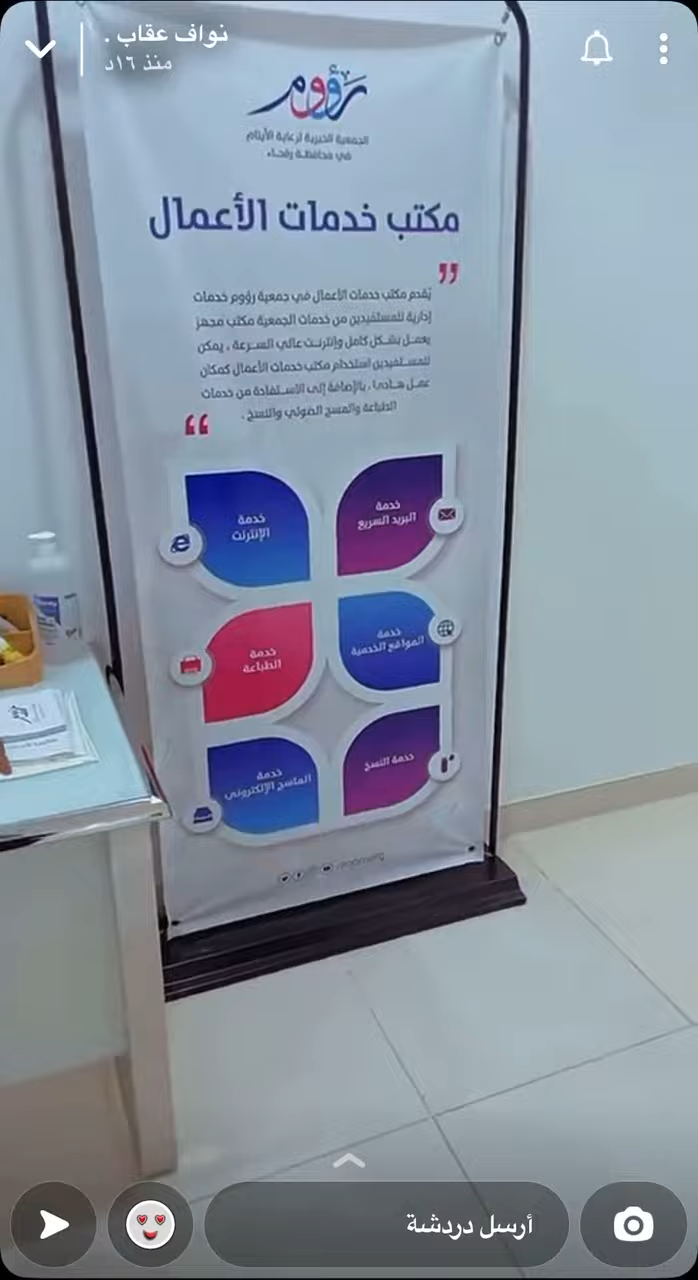 نواف عقاب .
منذ ١٦د
رؤوم
الجمعية الخيرية لرعاية الأيتام
في محافظة رفحاء
مكتب خدمات الأعمال
يُقدم مكتب خدمات الأعمال في جمعية رؤوم خدمات
إدارية للمستفيدين من خدمات الجمعية مكتب مجهز
يعمل بشكل كامل وإنترنت عالي السرعة ، يمكن
للمستفيدين استخدام مكتب خدمات الأعمال كمكان
عمل هادئ ، بالإضافة إلى الاستفادة من خدمات
الطباعة والمسح الضوئي والنسخ .
خدمة
البريد السريع
خدمة
الإنترنت
خدمة
المواقع الخدمية
خدمة
الطباعة
خدمة النسخ
خدمة
الماسح الإلكتروني
رؤوم
أرسل دردشة